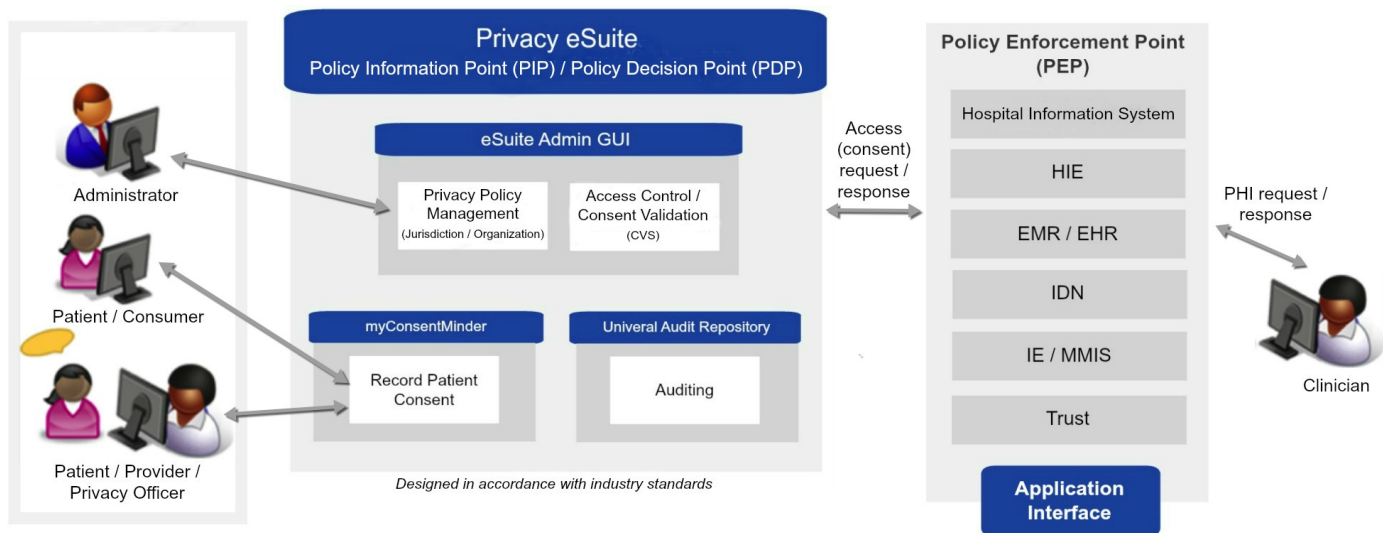 Administrator
Patient / Consumer
Patient / Provider /
Privacy Officer
Privacy eSuite
Policy Information Point (PIP) / Policy Decision Point (PDP)
eSuite Admin GUI
Privacy Policy
Management
(Jurisdiction / Organization)
Access Control /
Consent Validation
(CVS)
myConsentMinder
Record Patient
Consent
Univeral Audit Repository
Auditing
Designed in accordance with industry standards
Access
(consent)
request /
response
Policy Enforcement Point
(PEP)
Hospital Information System
HIE
EMR / EHR
IDN
IE / MMIS
Trust
Application
Interface
PHI request /
response
Clinician